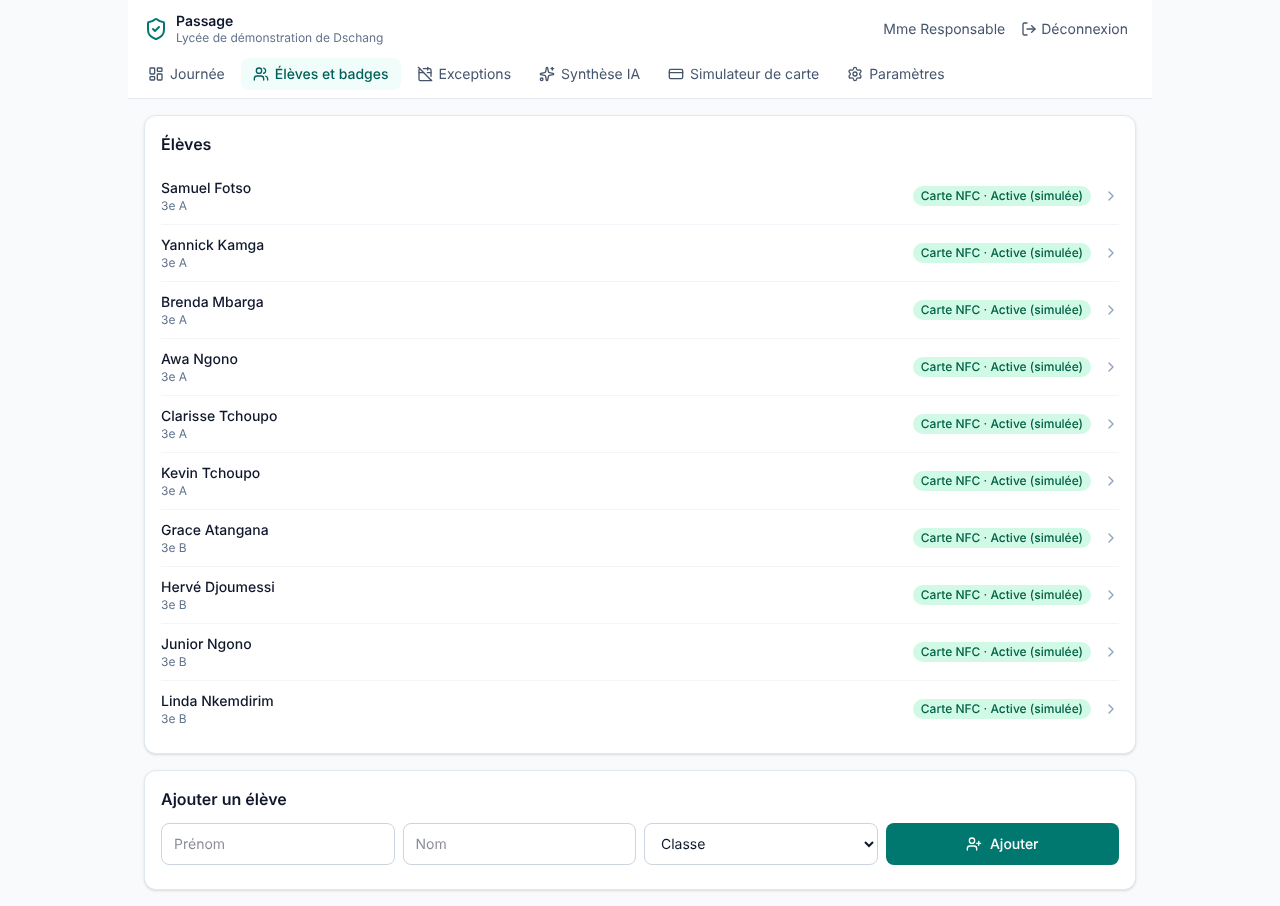 Passage
Lycée de démonstration de Dschang
Mme Responsable
Déconnexion
Journée
Élèves et badges
Exceptions
Synthèse IA
Simulateur de carte
Paramètres
Élèves
Samuel Fotso
3e A
Carte NFC · Active (simulée)
Yannick Kamga
3e A
Carte NFC · Active (simulée)
Brenda Mbarga
3e A
Carte NFC · Active (simulée)
Awa Ngono
3e A
Carte NFC · Active (simulée)
Clarisse Tchoupo
3e A
Carte NFC · Active (simulée)
Kevin Tchoupo
3e A
Carte NFC · Active (simulée)
Grace Atangana
3e B
Carte NFC · Active (simulée)
Hervé Djoumessi
3e B
Carte NFC · Active (simulée)
Junior Ngono
3e B
Carte NFC · Active (simulée)
Linda Nkemdirim
3e B
Carte NFC · Active (simulée)
Ajouter un élève
Prénom
Nom
Classe
Ajouter